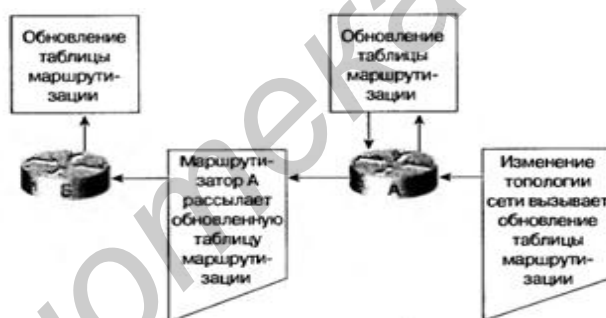 Обновление
таблицы
маршрути-
зации
Обновление
таблицы
маршрути-
зации
Б
Маршрути-
затор А
рассылает
обновленную
таблицу
маршрути-
зации
А
Изменение
топологии
сети вызывает
обновление
таблицы
маршрути-
зации